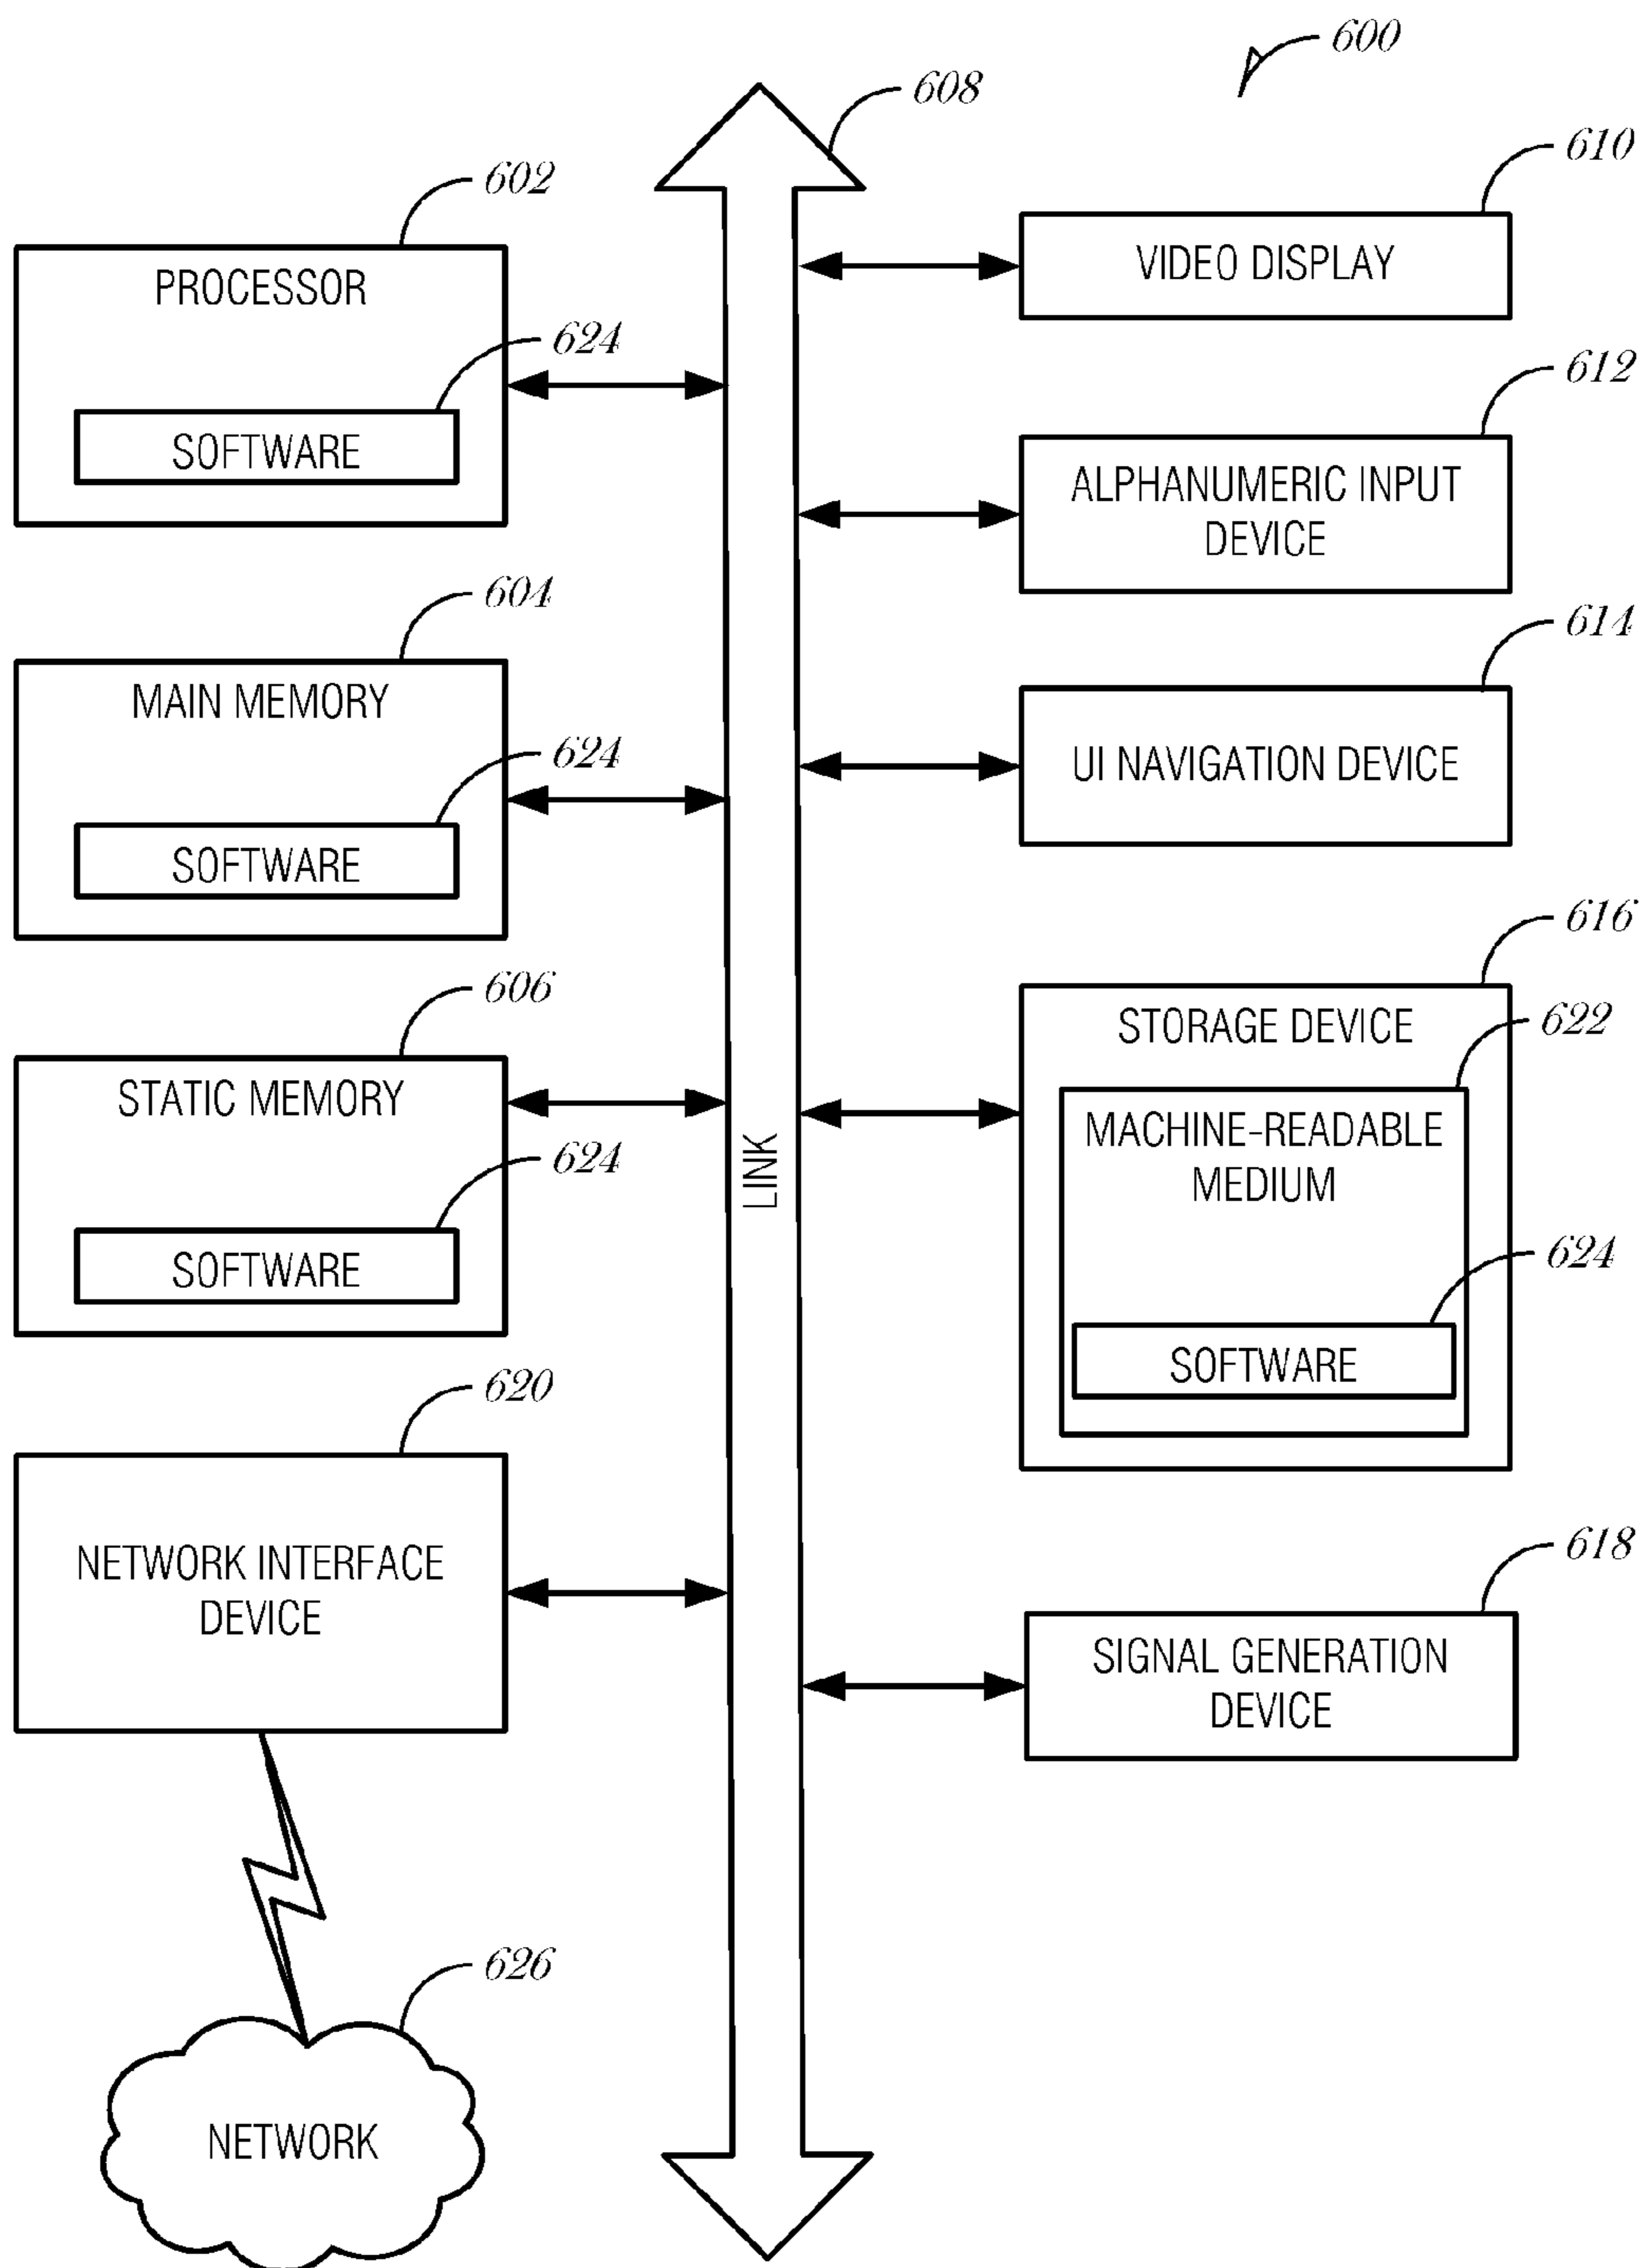 600
608
602
PROCESSOR
624
SOFTWARE
604
MAIN MEMORY
624
SOFTWARE
606
STATIC MEMORY
624
SOFTWARE
620
NETWORK INTERFACE
DEVICE
626
NETWORK
LINK
610
VIDEO DISPLAY
612
ALPHANUMERIC INPUT
DEVICE
614
UI NAVIGATION DEVICE
616
STORAGE DEVICE
622
MACHINE-READABLE
MEDIUM
624
SOFTWARE
618
SIGNAL GENERATION
DEVICE